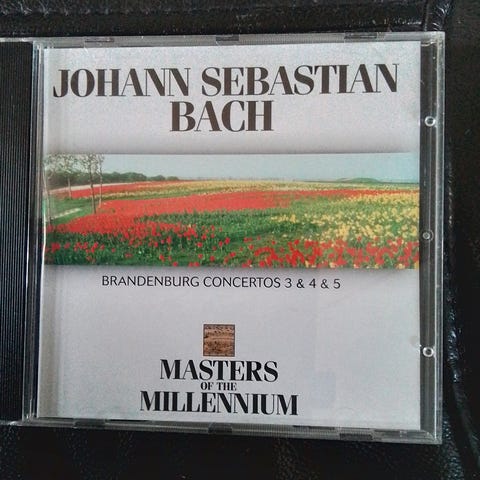 JOHANN SEBASTIAN
BACH
BRANDENBURG CONCERTOS 3 & 4 & 5
MASTERS
OF THE
MILLENNIUM